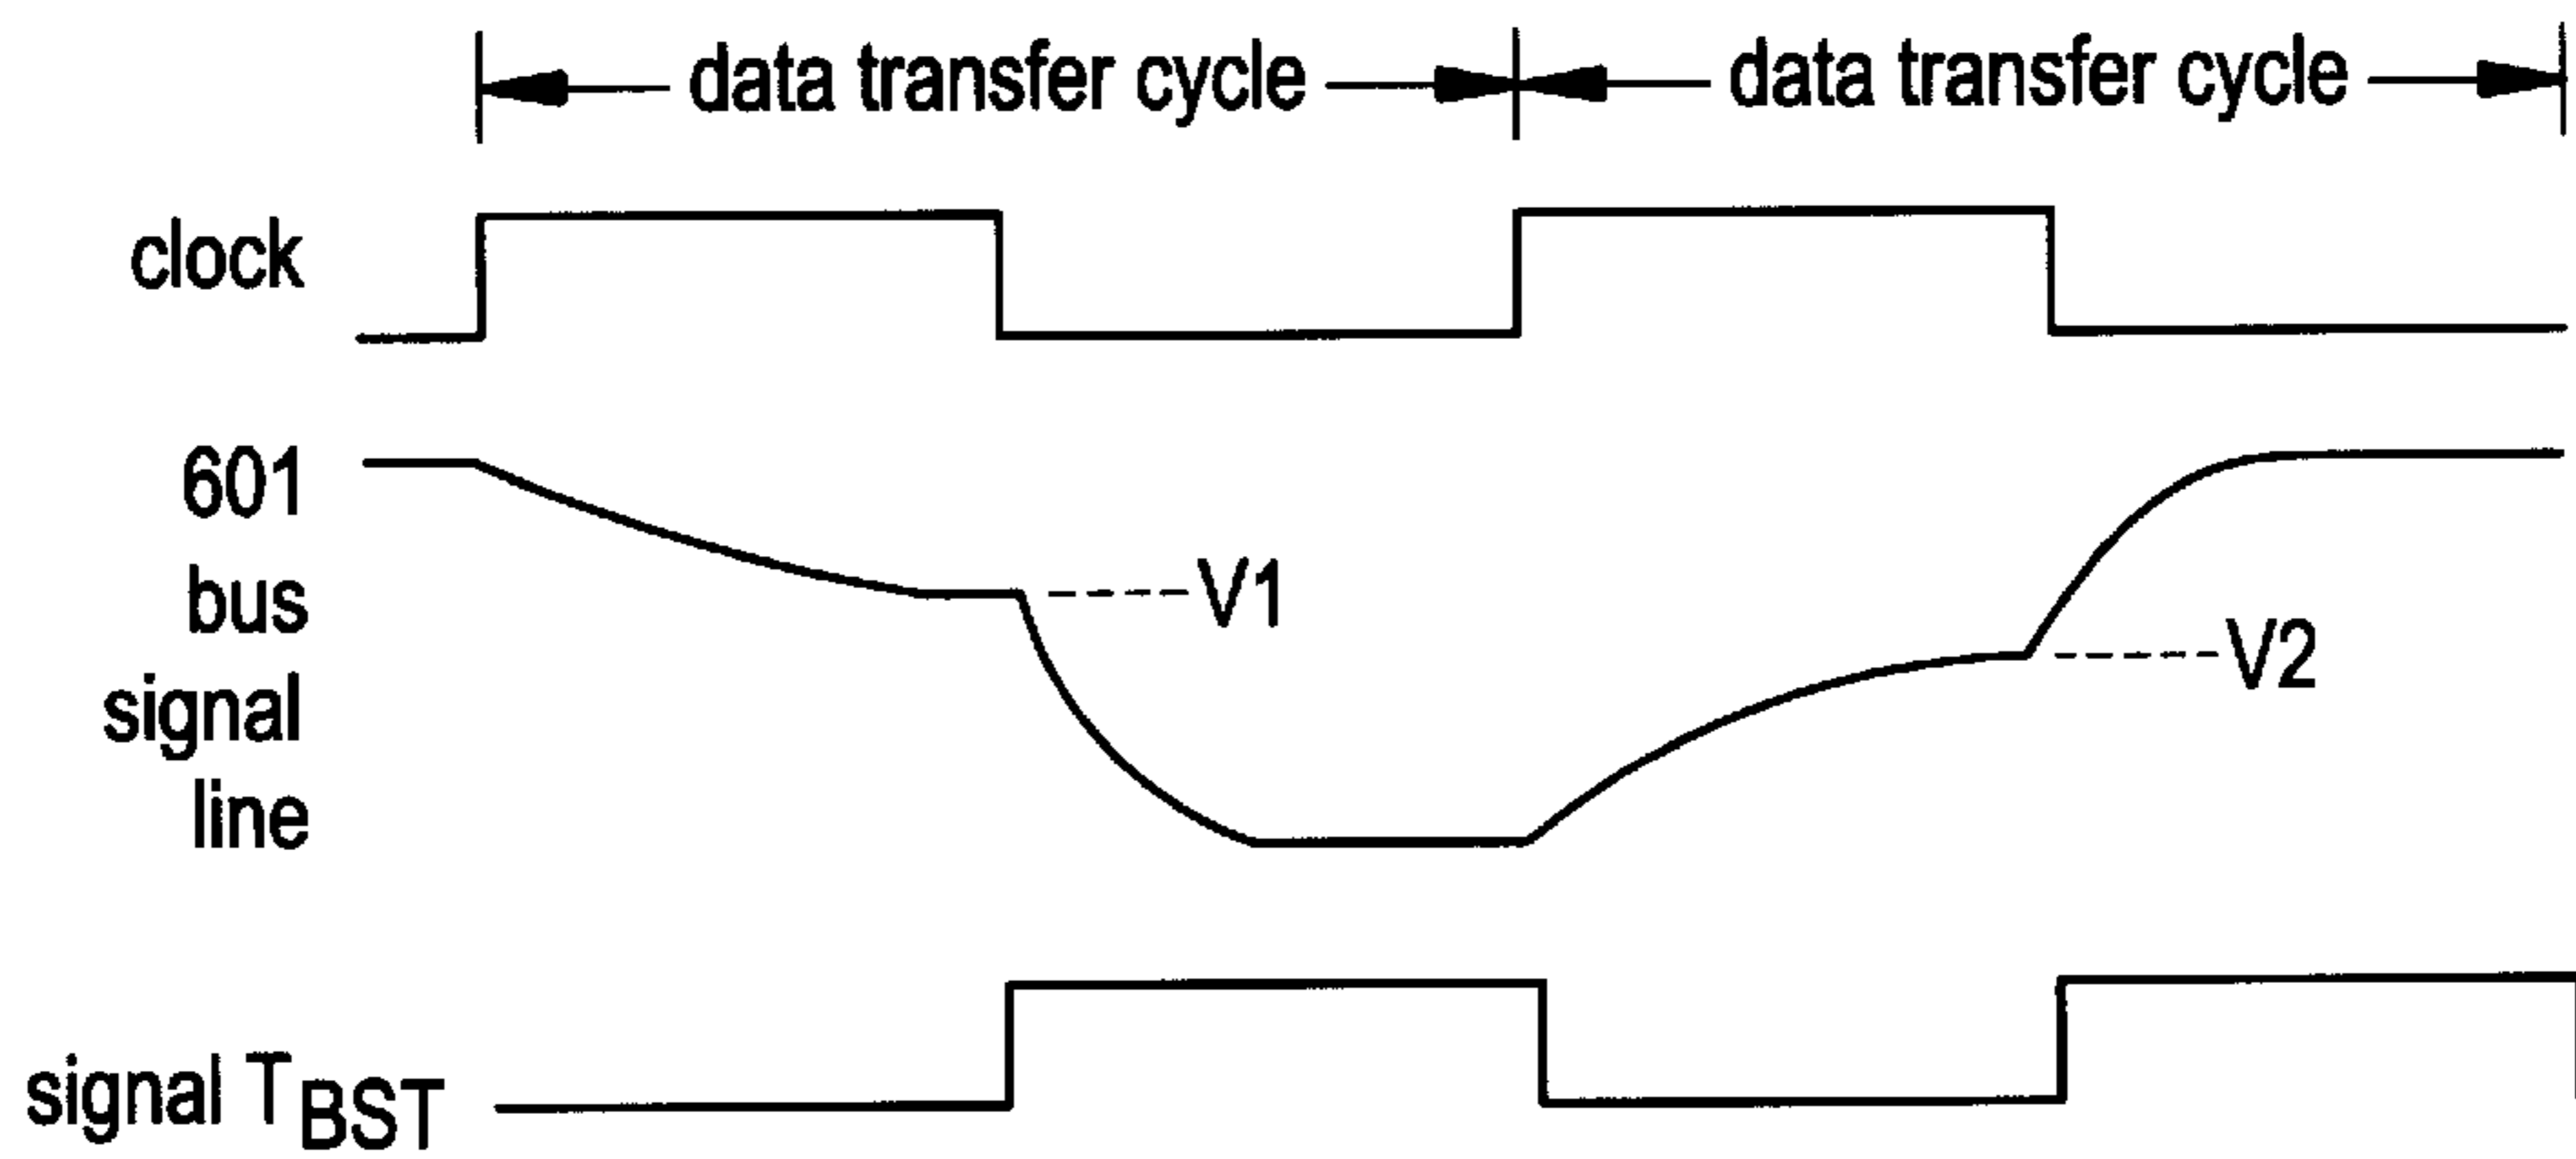 data transfer cycle data transfer cycle
clock
601
bus
signal
line
V1
V2
signal TBST